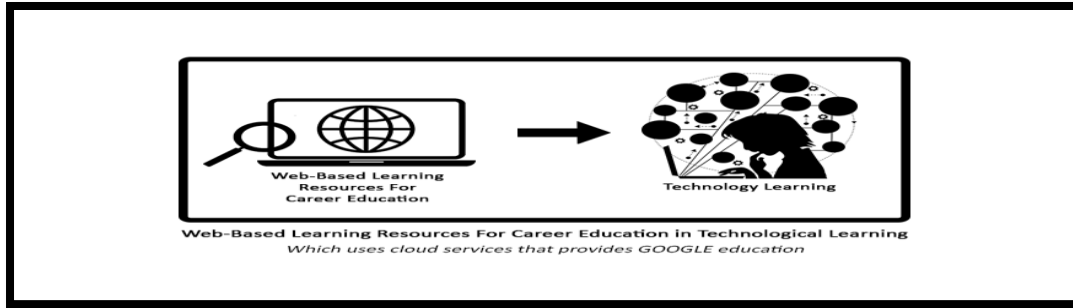 Web-Based Learning
Resources For
Career Education
Technology Learning
Web-Based Learning Resources For Career Education in Technological Learning
Which uses cloud services that provides GOOGLE education